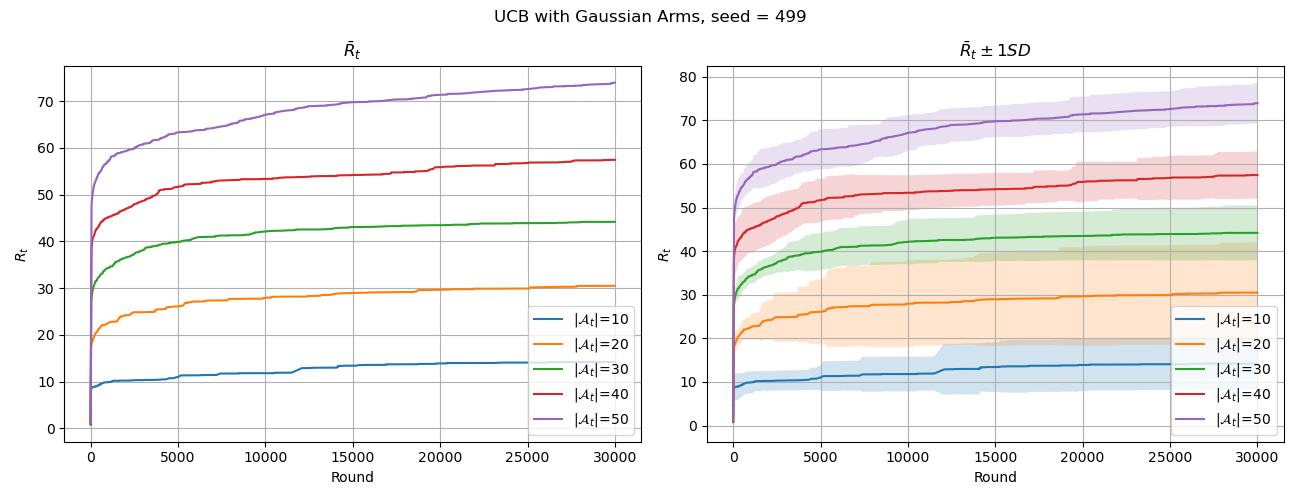 UCB with Gaussian Arms, seed = 499
R̄ₜ
Rₜ
70
60
50
40
30
20
10
0
0 5000 10000 15000 20000 25000 30000
Round
|𝒜ₜ|=10
|𝒜ₜ|=20
|𝒜ₜ|=30
|𝒜ₜ|=40
|𝒜ₜ|=50
R̄ₜ ± 1SD
Rₜ
80
70
60
50
40
30
20
10
0
0 5000 10000 15000 20000 25000 30000
Round
|𝒜ₜ|=10
|𝒜ₜ|=20
|𝒜ₜ|=30
|𝒜ₜ|=40
|𝒜ₜ|=50